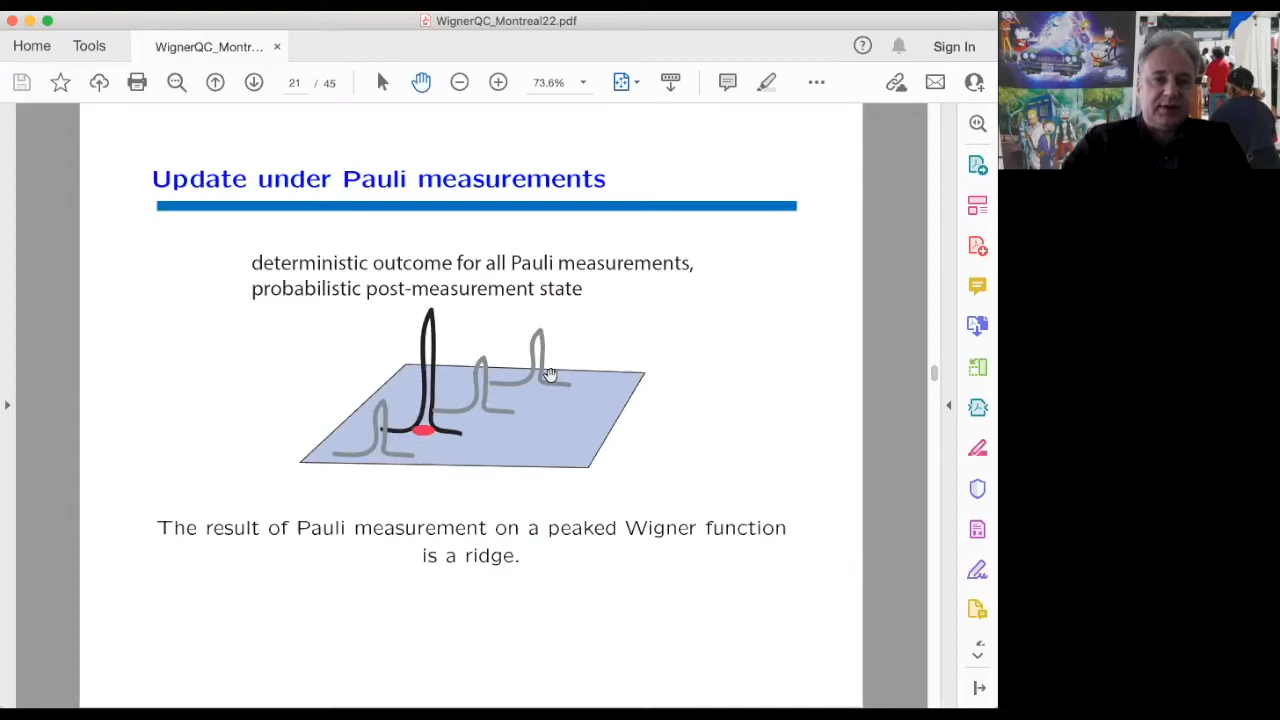 WignerQC_Montreal22.pdf
Home Tools WignerQC_Montr... × Sign In
21 / 45 73.6%
Update under Pauli measurements
deterministic outcome for all Pauli measurements,
probabilistic post-measurement state
The result of Pauli measurement on a peaked Wigner function
is a ridge.